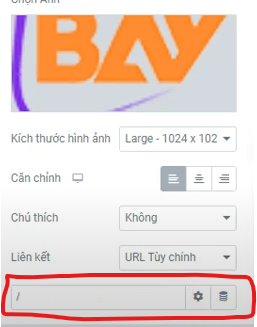 Chọn Ảnh
BAY
Kích thước hình ảnh Large - 1024 x 102
Căn chỉnh
Chú thích Không
Liên kết URL Tùy chỉnh
/